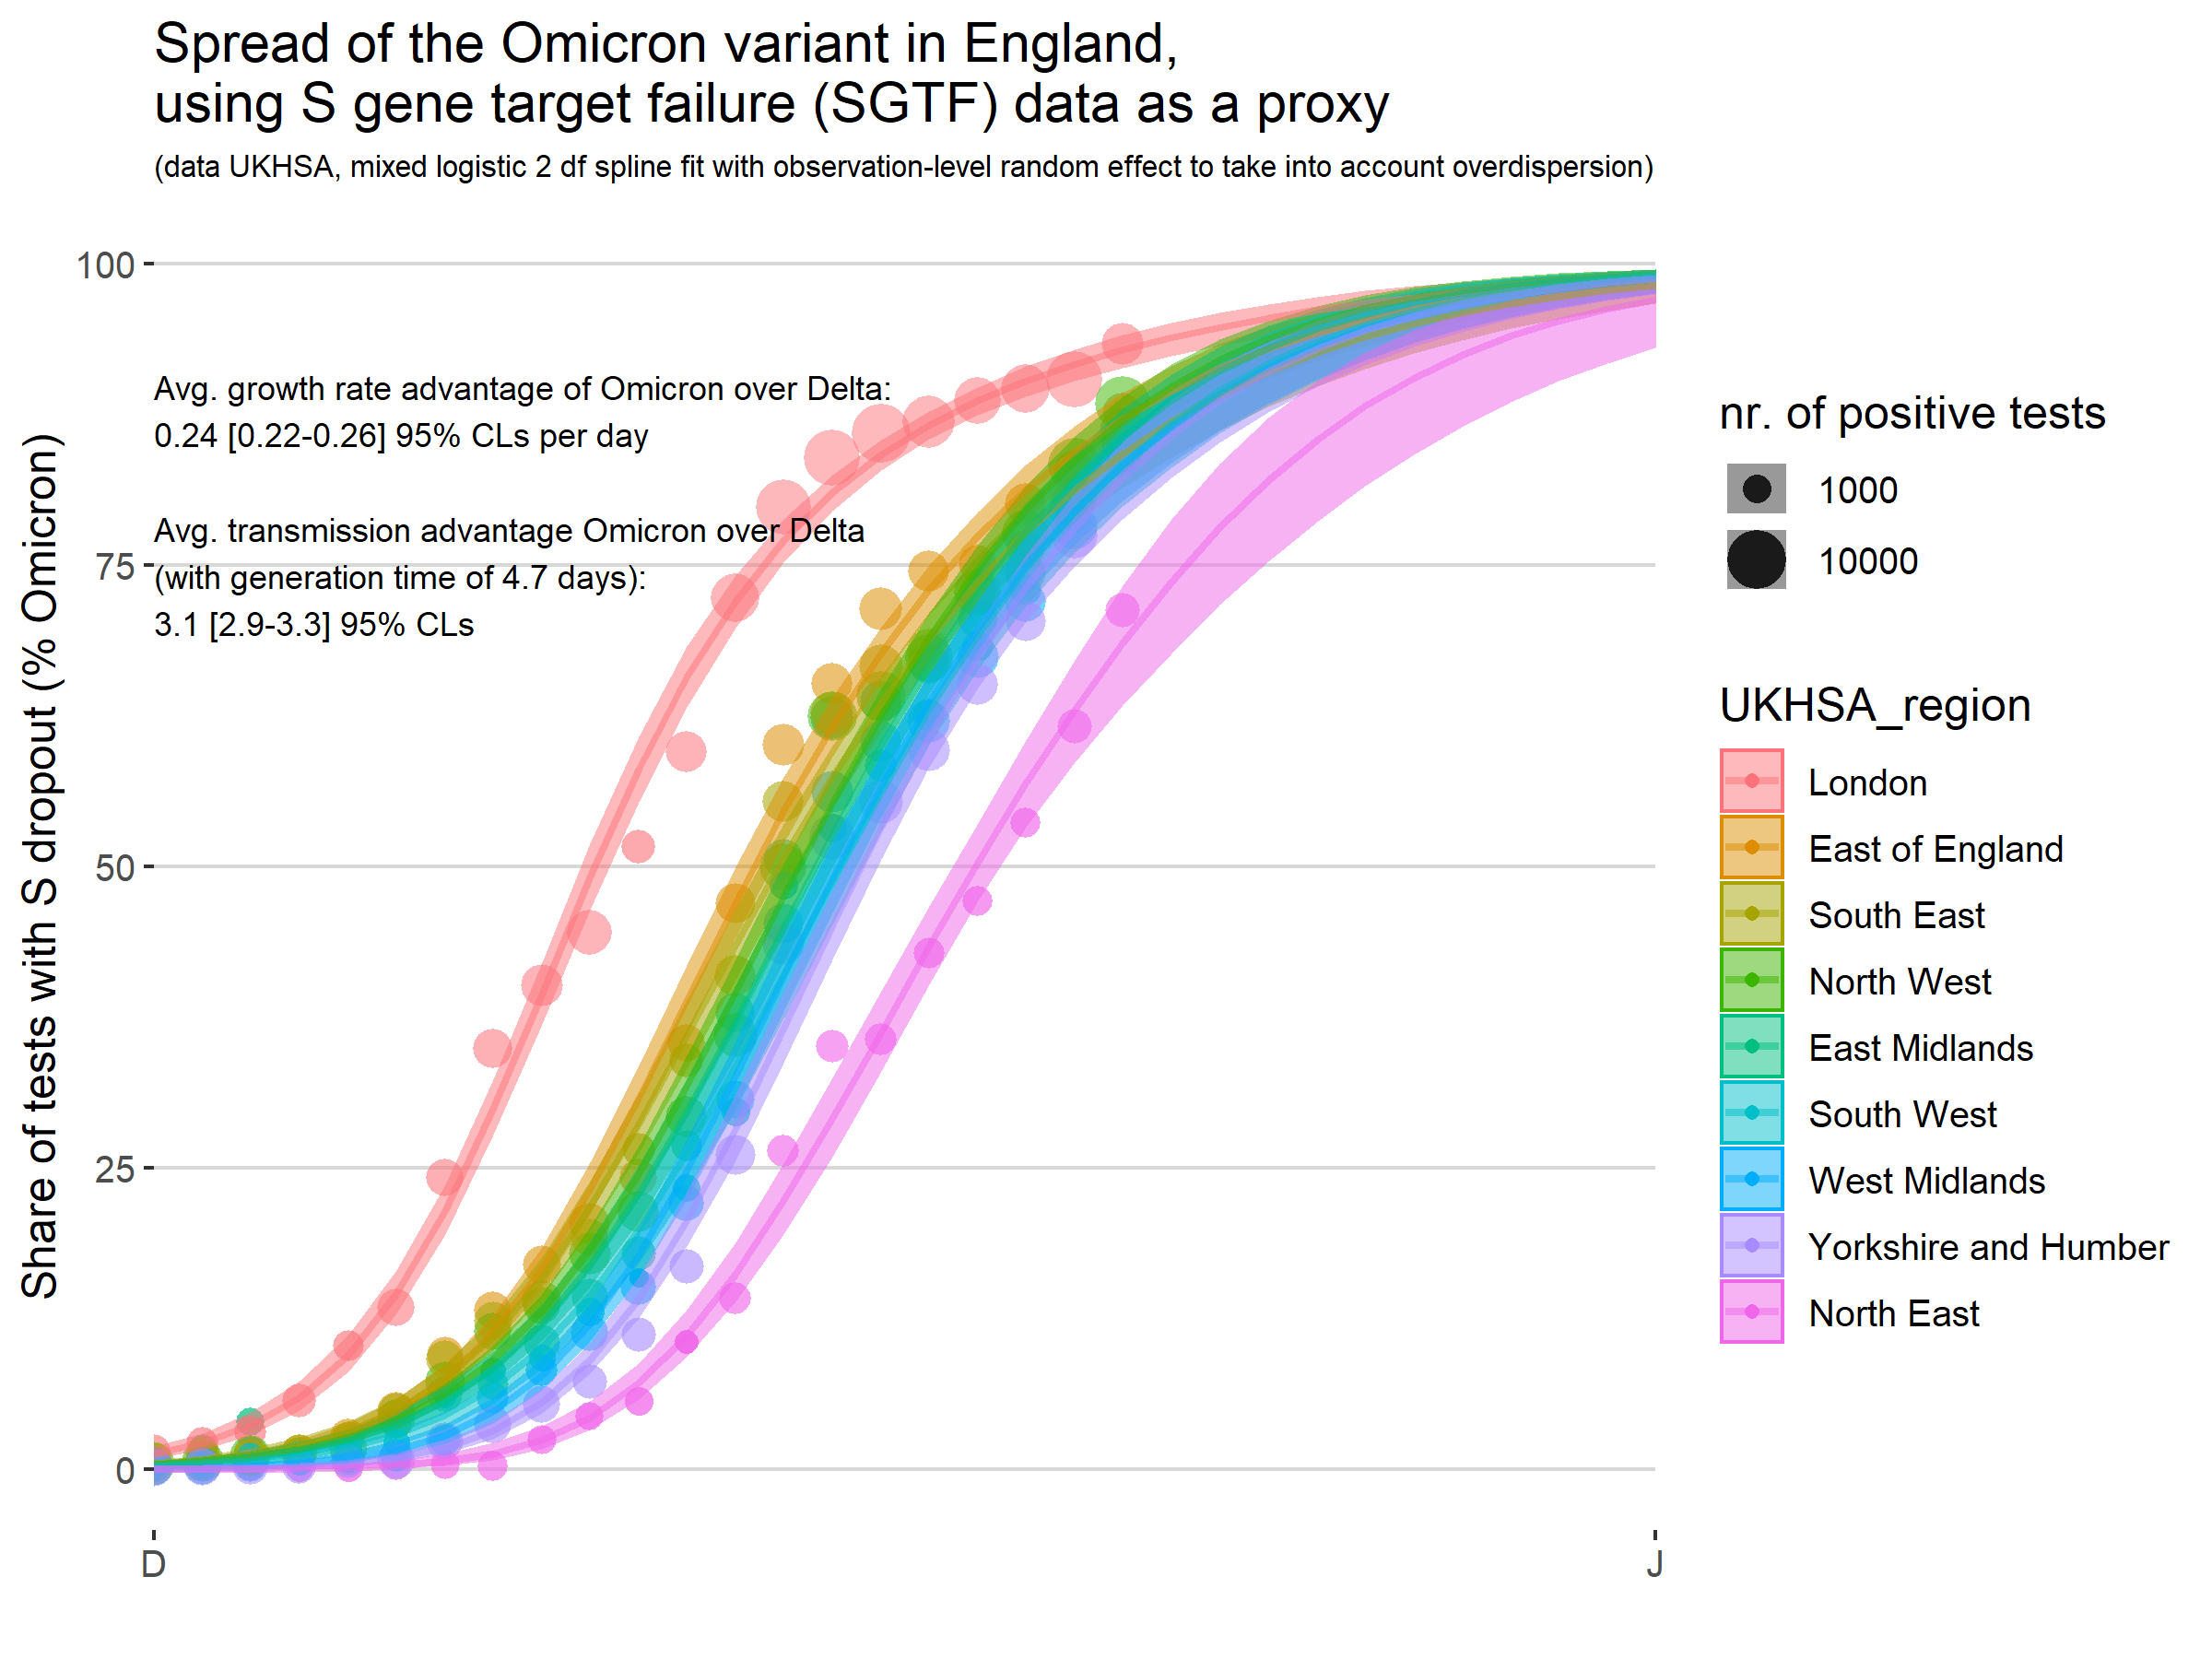 Spread of the Omicron variant in England,
using S gene target failure (SGTF) data as a proxy
(data UKHSA, mixed logistic 2 df spline fit with observation-level random effect to take into account overdispersion)
Share of tests with S dropout (% Omicron)
100
75
50
25
0
Avg. growth rate advantage of Omicron over Delta:
0.24 [0.22-0.26] 95% CLs per day
Avg. transmission advantage Omicron over Delta
(with generation time of 4.7 days):
3.1 [2.9-3.3] 95% CLs
D
J
nr. of positive tests
1000
10000
UKHSA_region
London
East of England
South East
North West
East Midlands
South West
West Midlands
Yorkshire and Humber
North East